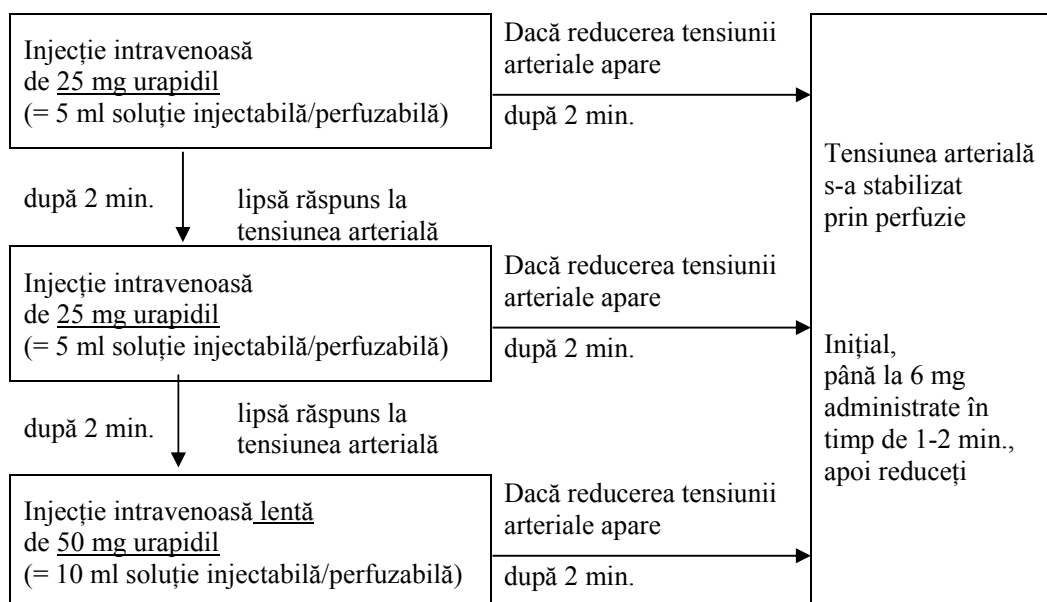 Injecție intravenoasă
de 25 mg urapidil
(= 5 ml soluție injectabilă/perfuzabilă)
Dacă reducerea tensiunii
arteriale apare
după 2 min.
după 2 min.
lipsă răspuns la
tensiunea arterială
Injecție intravenoasă
de 25 mg urapidil
(= 5 ml soluție injectabilă/perfuzabilă)
Dacă reducerea tensiunii
arteriale apare
după 2 min.
după 2 min.
lipsă răspuns la
tensiunea arterială
Injecție intravenoasă lentă
de 50 mg urapidil
(= 10 ml soluție injectabilă/perfuzabilă)
Dacă reducerea tensiunii
arteriale apare
după 2 min.
Tensiunea arterială
s-a stabilizat
prin perfuzie
Inițial,
până la 6 mg
administrate în
timp de 1-2 min.,
apoi reduceți